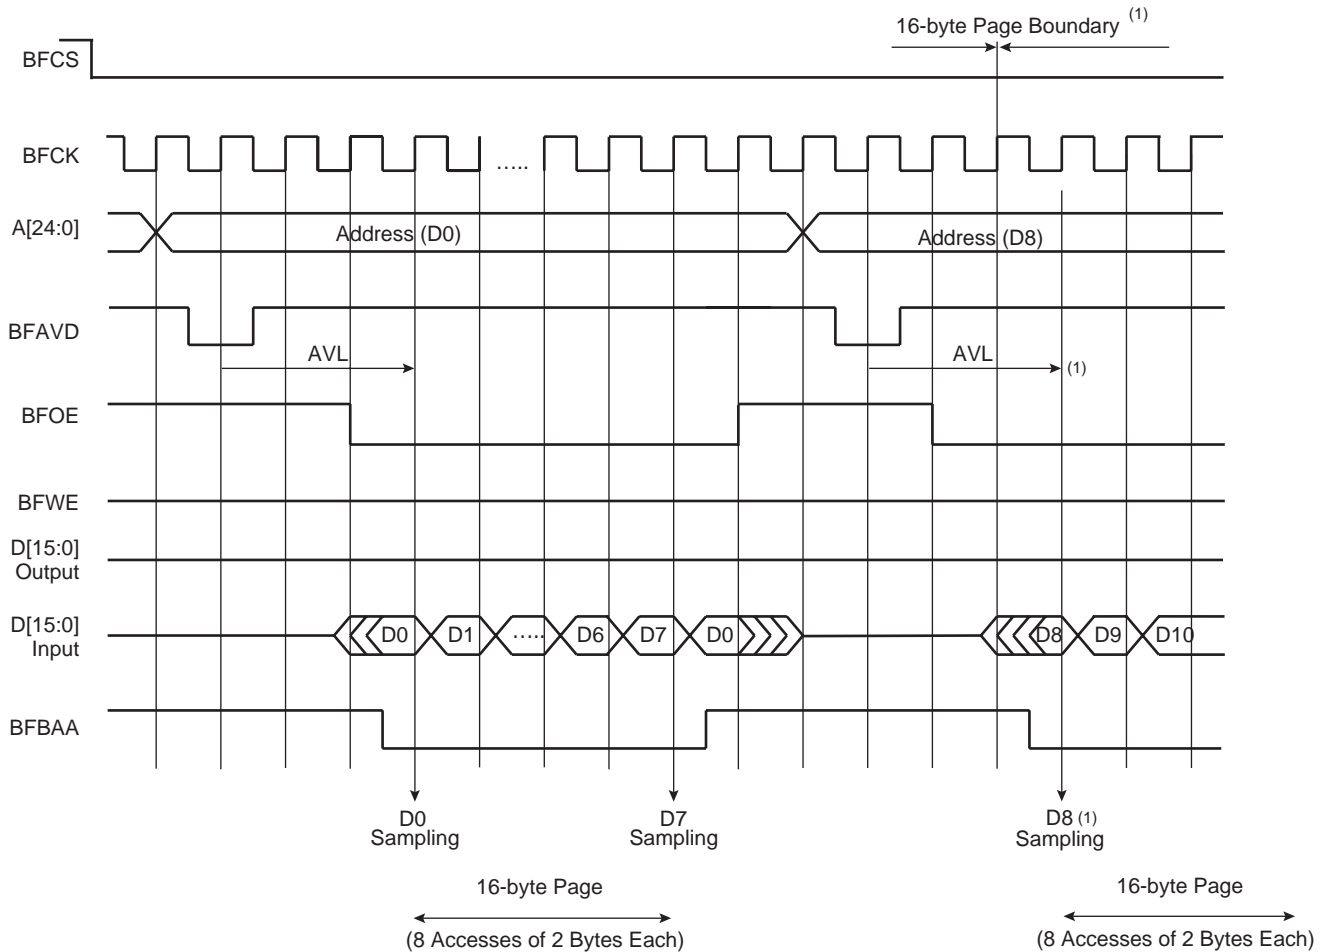 16-byte Page Boundary (1)
BFCS
BFCK
.....
A[24:0]
Address (D0)
Address (D8)
BFAVD
AVL
AVL
(1)
BFOE
BFWE
D[15:0]
Output
D[15:0]
Input
D0
D1
.....
D6
D7
D0
D8
D9
D10
BFBAA
D0
Sampling
D7
Sampling
D8 (1)
Sampling
16-byte Page
(8 Accesses of 2 Bytes Each)
16-byte Page
(8 Accesses of 2 Bytes Each)